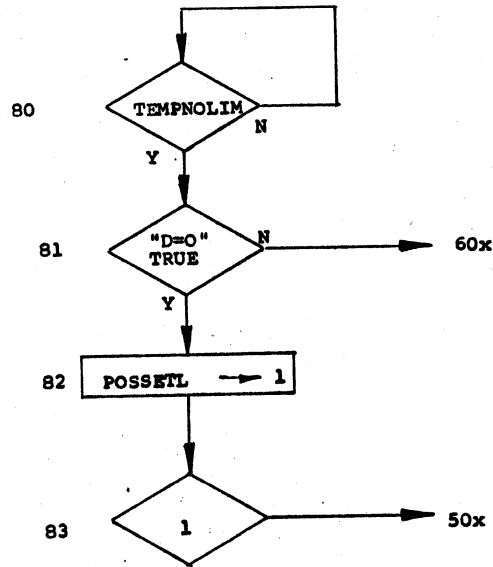 80
TEMPNOLIM
N
Y
81
"D=O"
TRUE
N
60x
Y
82
POSSETL → 1
83
1
50x